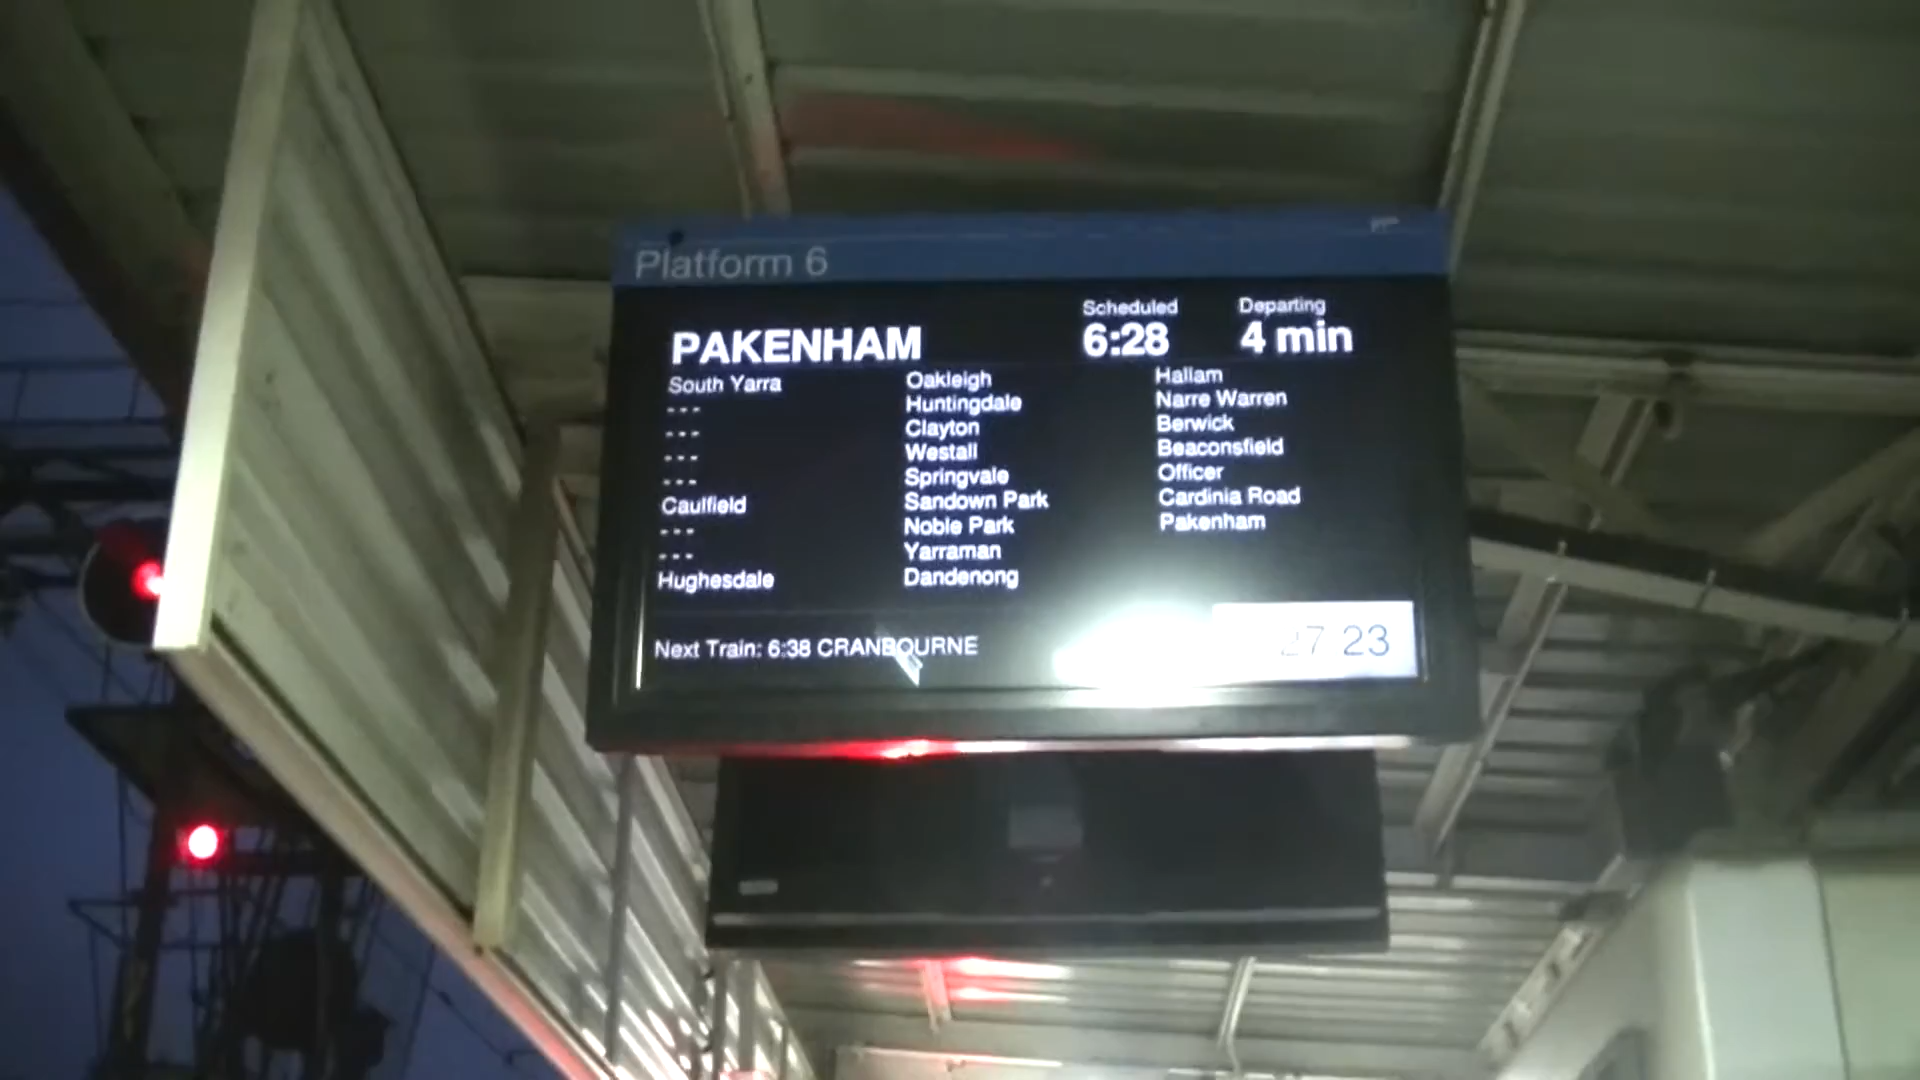 Platform 6
Scheduled
Departing
PAKENHAM
6:28
4 min
South Yarra
- - -
- - -
- - -
- - -
Caulfield
- - -
- - -
Hughesdale
Oakleigh
Huntingdale
Clayton
Westall
Springvale
Sandown Park
Noble Park
Yarraman
Dandenong
Hallam
Narre Warren
Berwick
Beaconsfield
Officer
Cardinia Road
Pakenham
Next Train: 6:38 CRANBOURNE
27 23